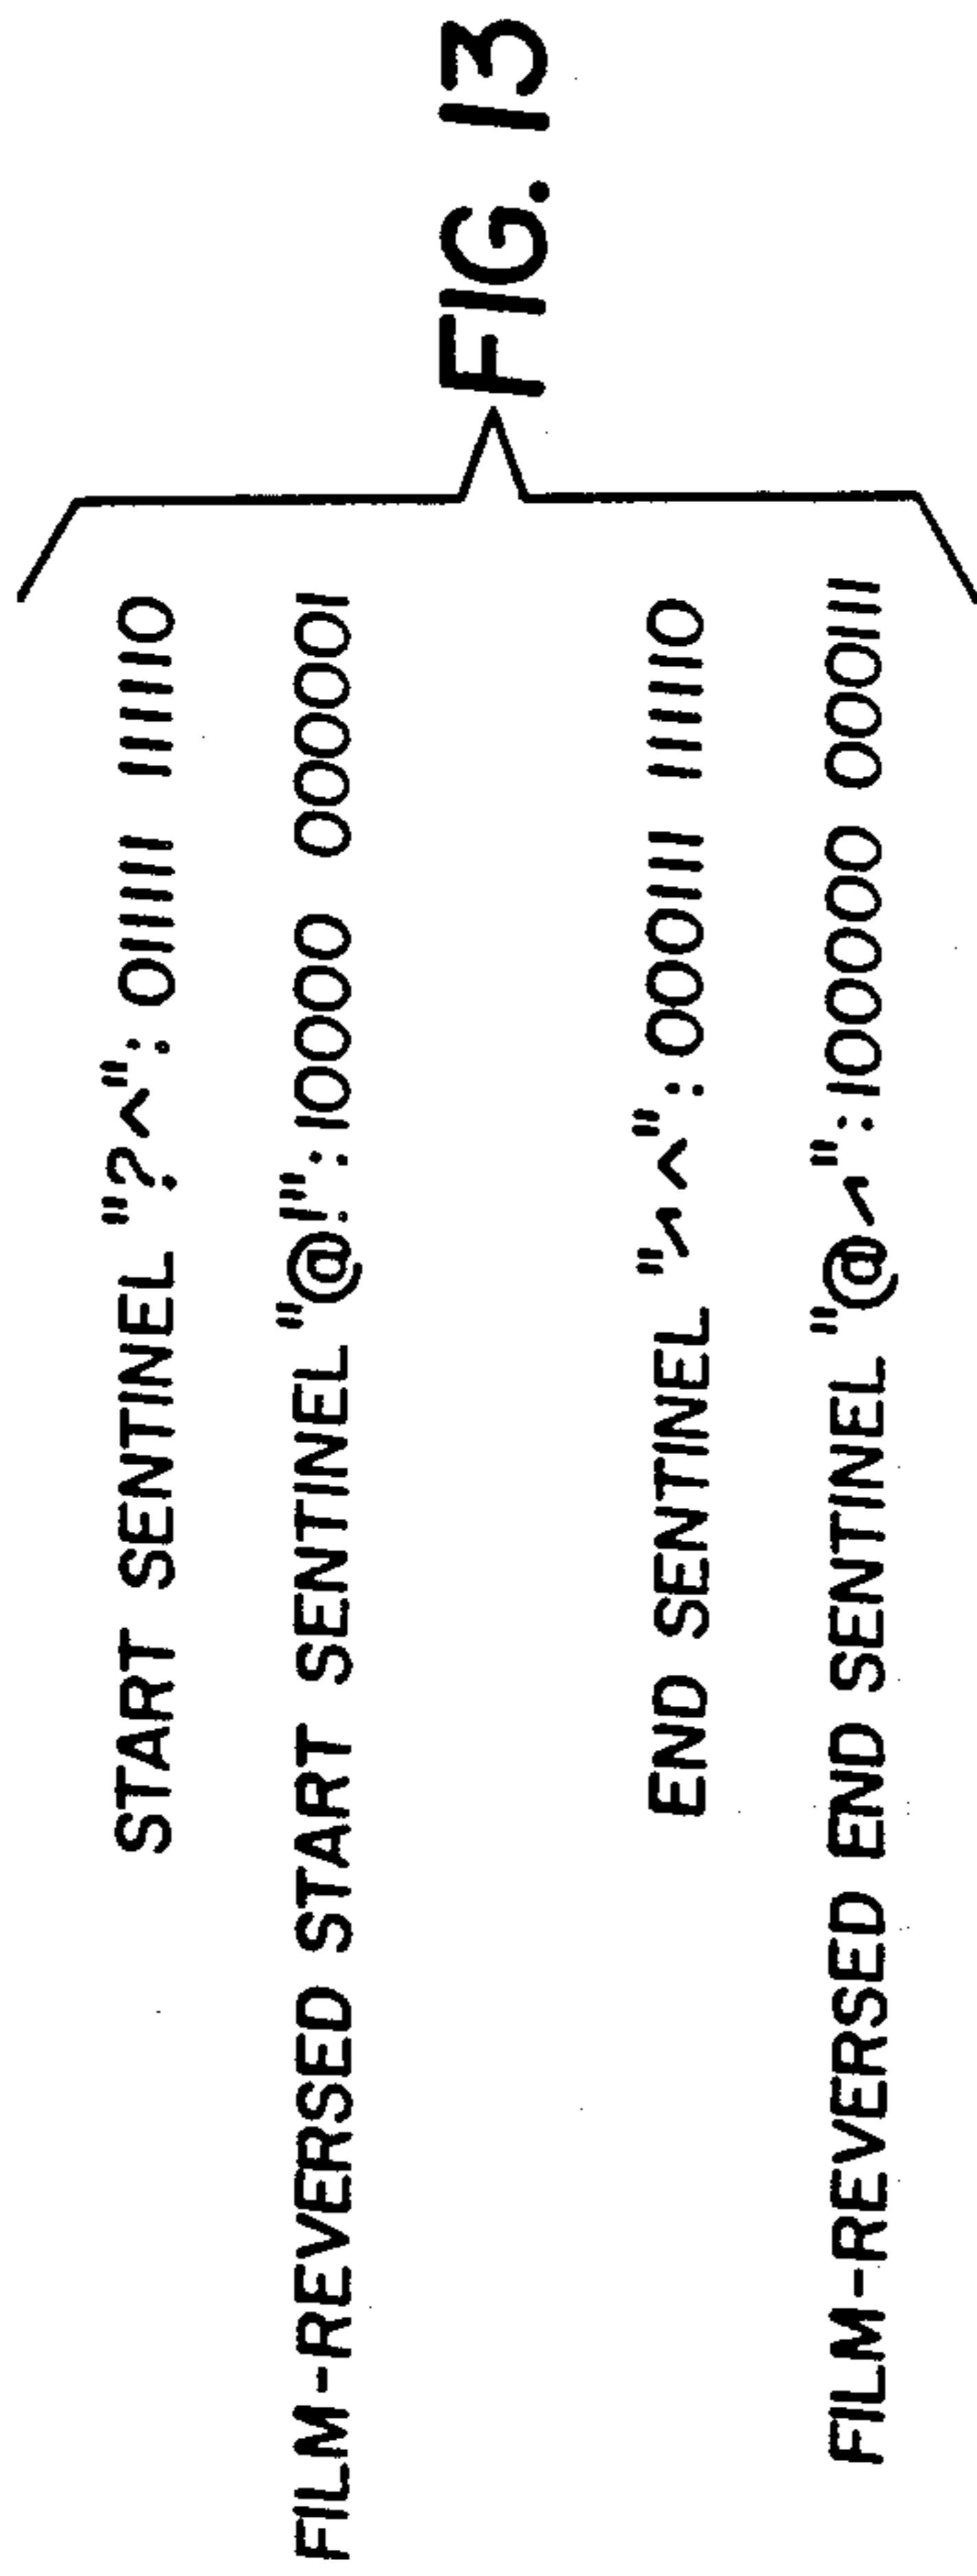 FIG. 13
START SENTINEL "?^": 011111 111110
FILM-REVERSED START SENTINEL "@!": 10000 000001
END SENTINEL "^": 000111 111110
FILM-REVERSED END SENTINEL "@": 100000 000111